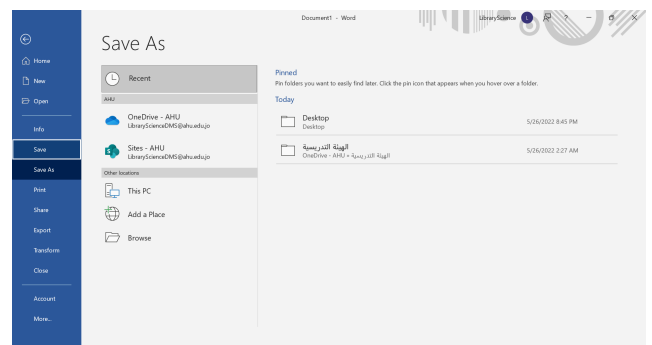 Document1 - Word
LibraryScience
L
?
Save As
Home
New
Open
Info
Save
Save As
Print
Share
Export
Transform
Close
Account
More...
Recent
AHU
OneDrive - AHU
LibraryScienceDMS@ahu.edu.jo
Sites - AHU
LibraryScienceDMS@ahu.edu.jo
Other locations
This PC
Add a Place
Browse
Pinned
Pin folders you want to easily find later. Click the pin icon that appears when you hover over a folder.
Today
Desktop
Desktop
5/26/2022 8:45 PM
الهيئة التدريسية
OneDrive - AHU » الهيئة التدريسية
5/26/2022 2:27 AM